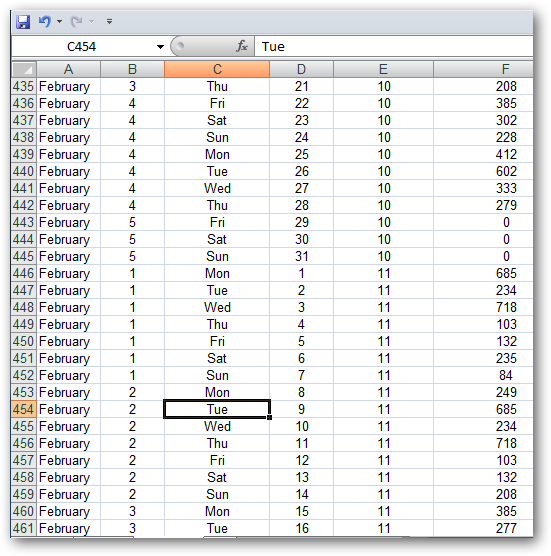 C454 fx Tue
A B C D E F
435 February 3 Thu 21 10 208
436 February 4 Fri 22 10 385
437 February 4 Sat 23 10 302
438 February 4 Sun 24 10 228
439 February 4 Mon 25 10 412
440 February 4 Tue 26 10 602
441 February 4 Wed 27 10 333
442 February 4 Thu 28 10 279
443 February 5 Fri 29 10 0
444 February 5 Sat 30 10 0
445 February 5 Sun 31 10 0
446 February 1 Mon 1 11 685
447 February 1 Tue 2 11 234
448 February 1 Wed 3 11 718
449 February 1 Thu 4 11 103
450 February 1 Fri 5 11 132
451 February 1 Sat 6 11 235
452 February 1 Sun 7 11 84
453 February 2 Mon 8 11 249
454 February 2 Tue 9 11 685
455 February 2 Wed 10 11 234
456 February 2 Thu 11 11 718
457 February 2 Fri 12 11 103
458 February 2 Sat 13 11 132
459 February 2 Sun 14 11 208
460 February 3 Mon 15 11 385
461 February 3 Tue 16 11 277